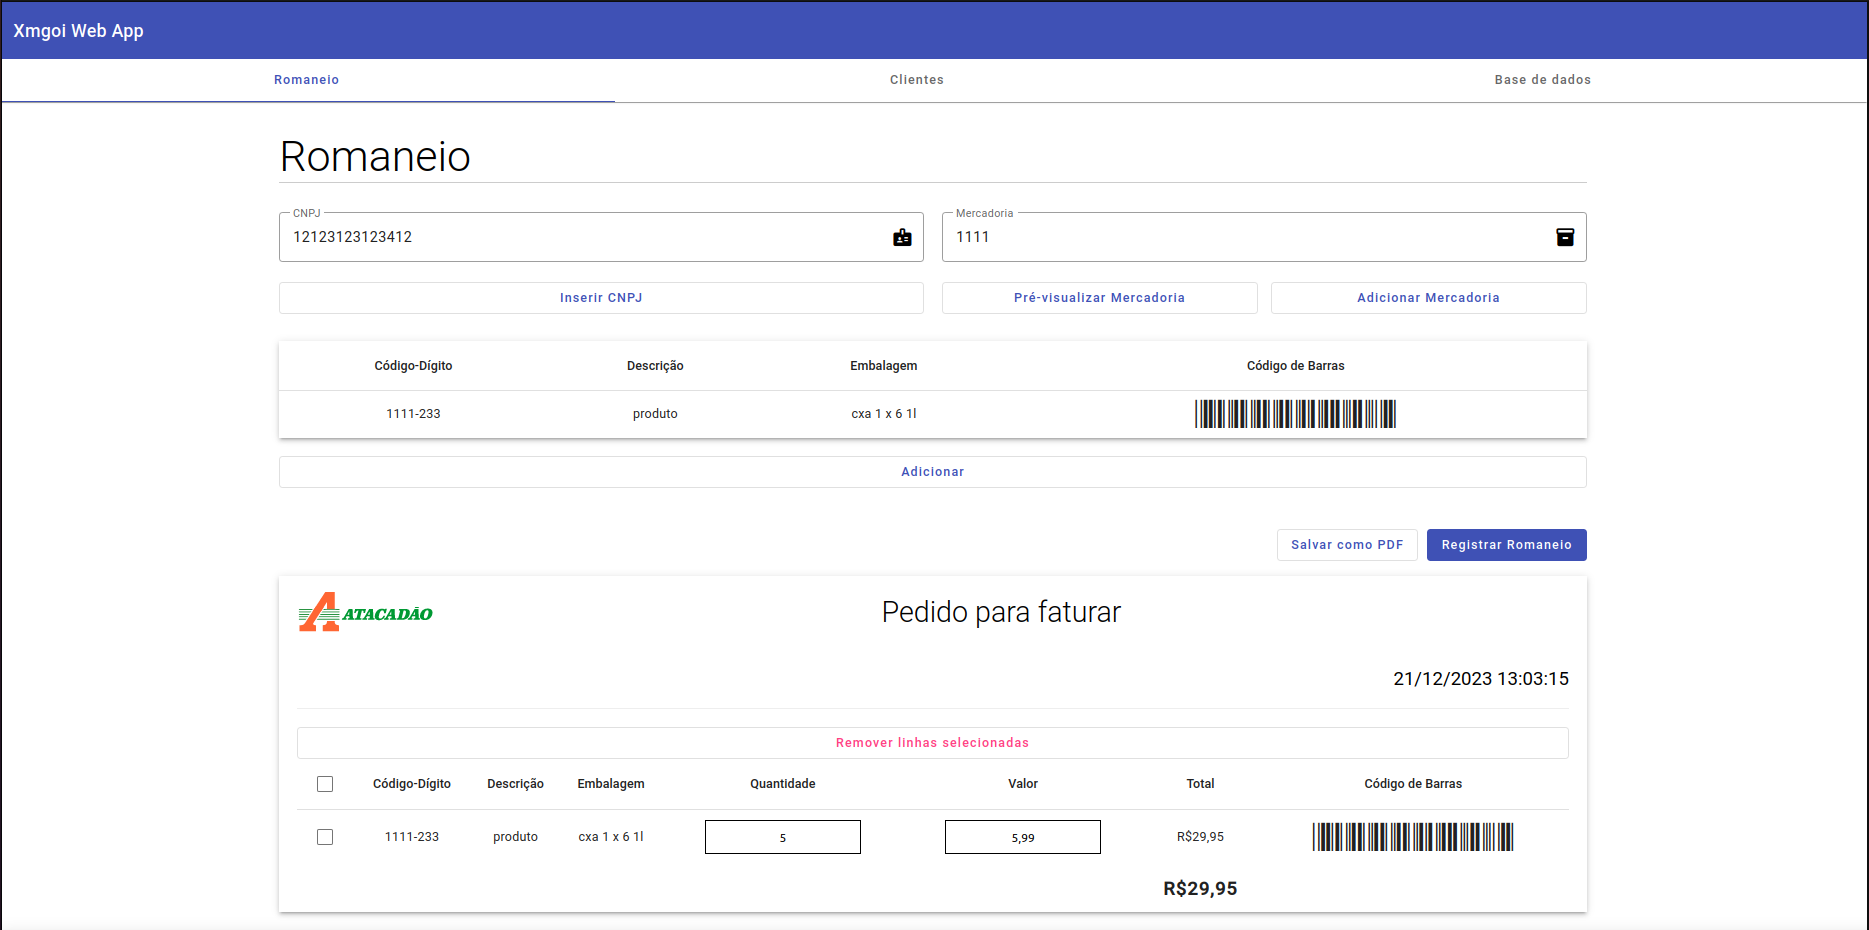 Xmgoi Web App
Romaneio Clientes Base de dados
Romaneio
CNPJ Mercadoria
12123123123412 1111
Inserir CNPJ Pré-visualizar Mercadoria Adicionar Mercadoria
Código-Dígito Descrição Embalagem Código de Barras
1111-233 produto cxa 1 x 6 1l
Adicionar
Salvar como PDF Registrar Romaneio
A ATACADÃO Pedido para faturar
21/12/2023 13:03:15
Remover linhas selecionadas
Código-Dígito Descrição Embalagem Quantidade Valor Total Código de Barras
1111-233 produto cxa 1 x 6 1l 5 5,99 R$29,95
R$29,95